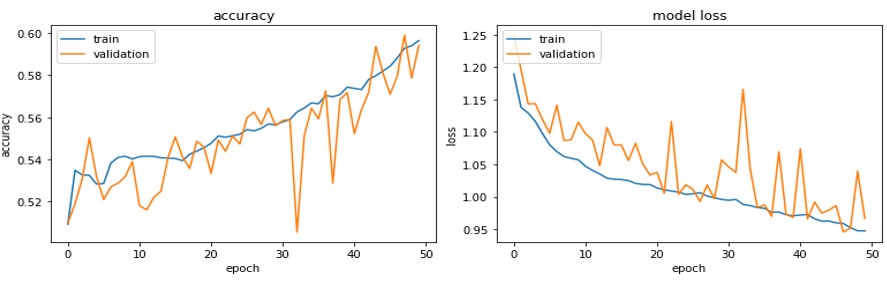 accuracy
train
validation
accuracy
0.60
0.58
0.56
0.54
0.52
0 10 20 30 40 50
epoch
model loss
train
validation
loss
1.25
1.20
1.15
1.10
1.05
1.00
0.95
0 10 20 30 40 50
epoch